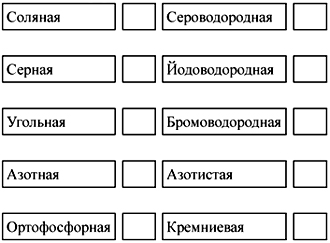 Соляная Сероводородная
Серная Йодоводородная
Угольная Бромоводородная
Азотная Азотистая
Ортофосфорная Кремниевая